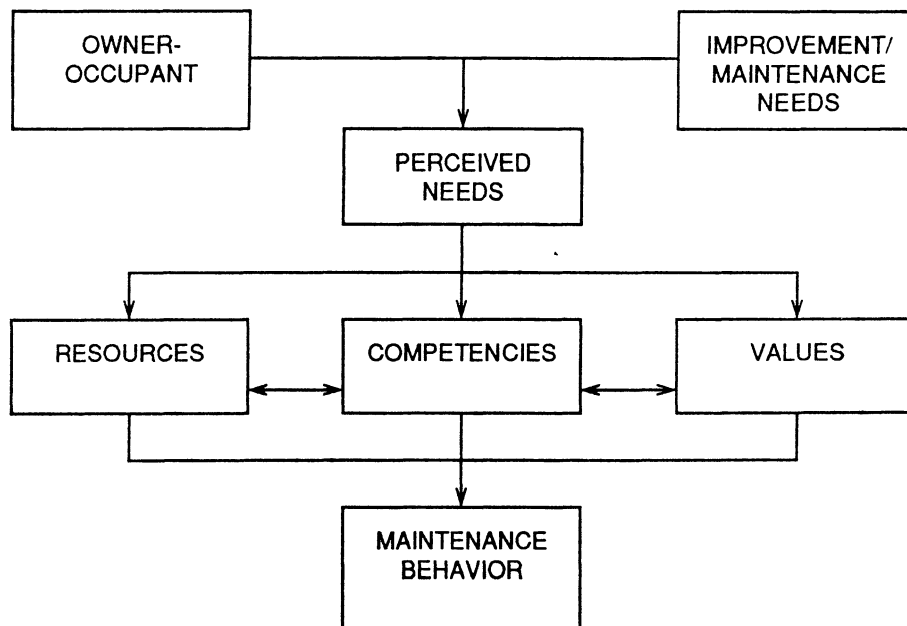 OWNER-
OCCUPANT
IMPROVEMENT/
MAINTENANCE
NEEDS
PERCEIVED
NEEDS
RESOURCES
COMPETENCIES
VALUES
MAINTENANCE
BEHAVIOR